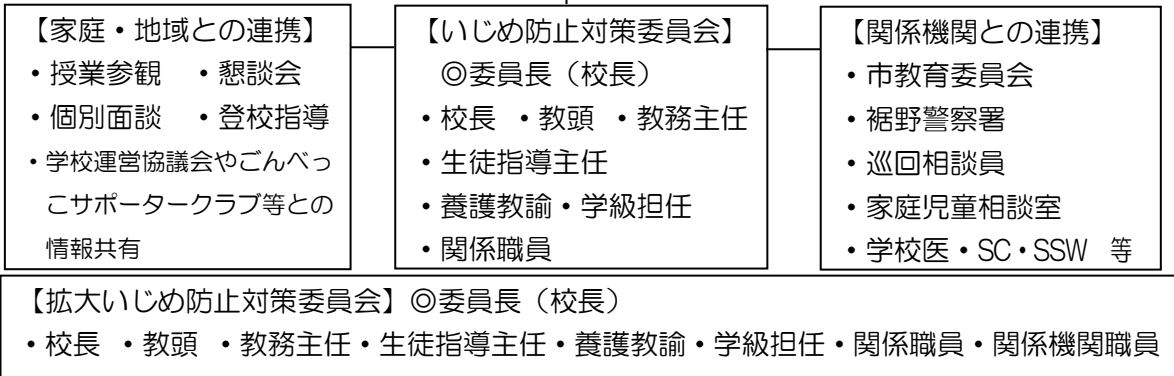 【家庭・地域との連携】
・授業参観　・懇談会
・個別面談　・登校指導
・学校運営協議会やごんべっ
こサポータークラブ等との
情報共有
【いじめ防止対策委員会】
◎委員長（校長）
・校長　・教頭　・教務主任
・生徒指導主任
・養護教諭・学級担任
・関係職員
【関係機関との連携】
・市教育委員会
・裾野警察署
・巡回相談員
・家庭児童相談室
・学校医・SC・SSW　等
【拡大いじめ防止対策委員会】◎委員長（校長）
・校長　・教頭　・教務主任・生徒指導主任・養護教諭・学級担任・関係職員・関係機関職員